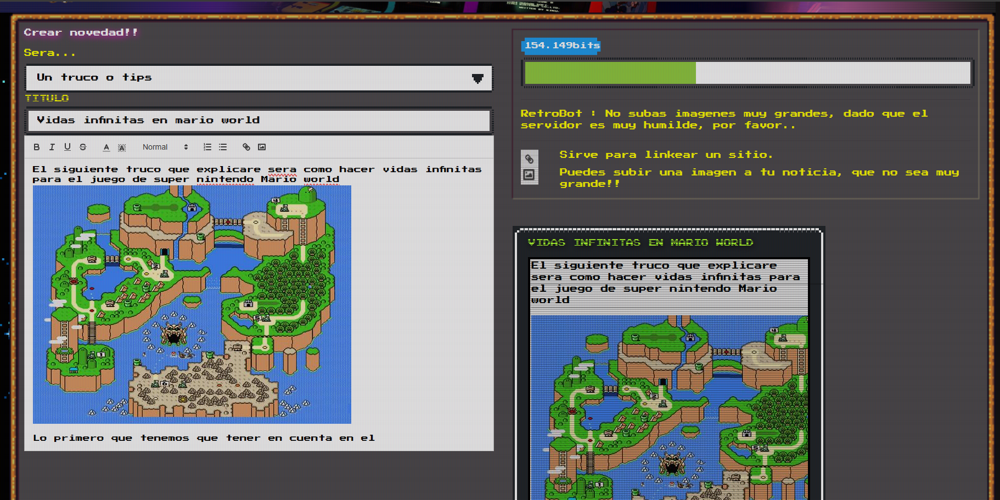 WRITTEN BY KIRO.
Crear novedad!!
Sera...
Un truco o tips
TITULO
Vidas infinitas en mario world
B I U S A A Normal
El siguiente truco que explicare sera como hacer vidas infinitas
para el juego de super nintendo Mario world
Lo primero que tenemos que tener en cuenta en el
154.149bits
RetroBot : No subas imagenes muy grandes, dado que el
servidor es muy humilde, por favor..
Sirve para linkear un sitio.
Puedes subir una imagen a tu noticia, que no sea muy
grande!!
VIDAS INFINITAS EN MARIO WORLD
El siguiente truco que explicare
sera como hacer vidas infinitas para
el juego de super nintendo Mario
world